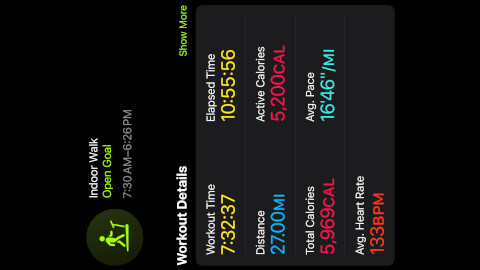 Indoor Walk
Open Goal
7:30 AM–6:26 PM
Workout Details
Show More
Workout Time
7:32:37
Elapsed Time
10:55:56
Distance
27.00MI
Active Calories
5,200CAL
Total Calories
5,969CAL
Avg. Pace
16'46"/MI
Avg. Heart Rate
133BPM